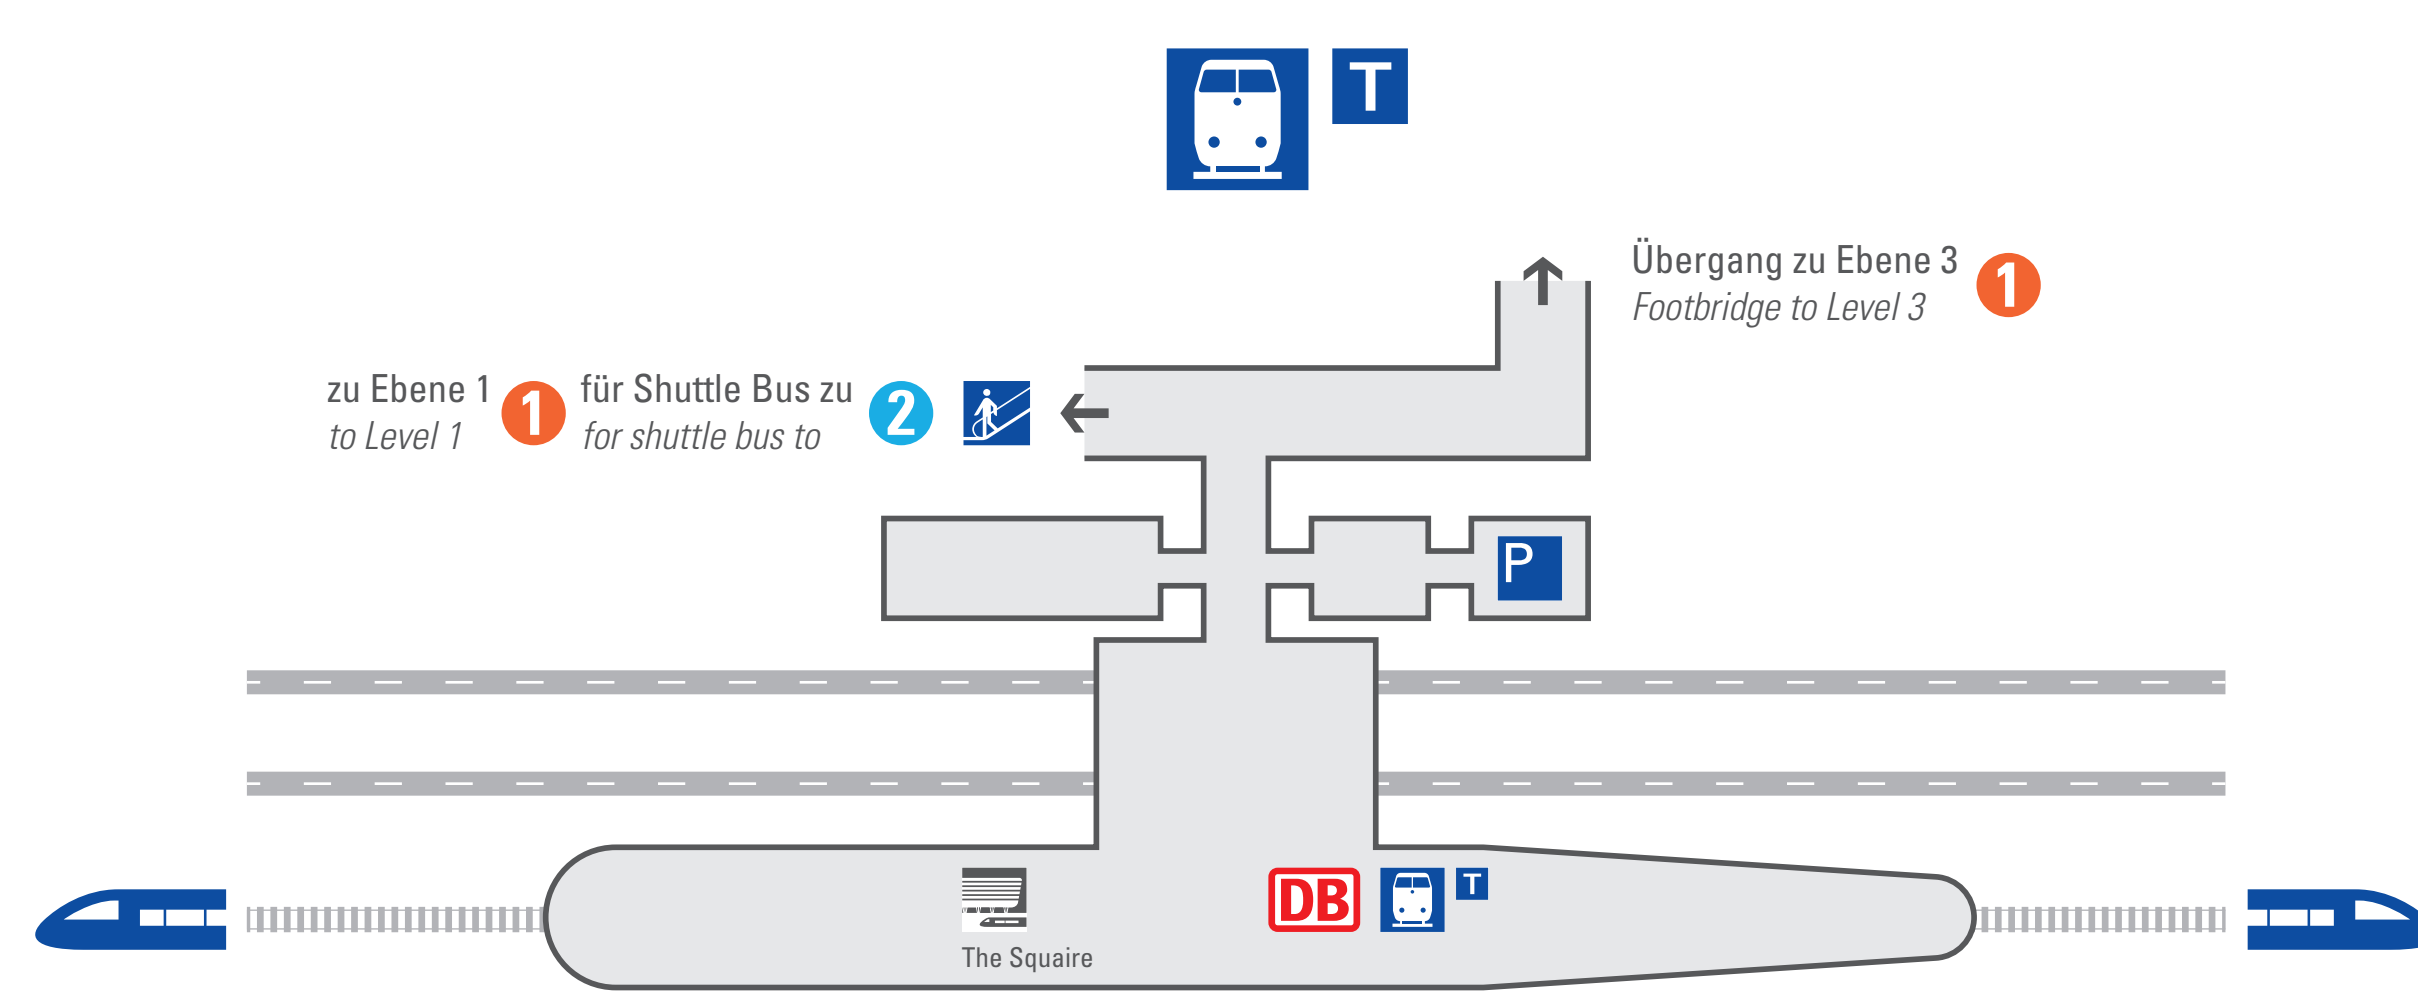 T
Übergang zu Ebene 3
Footbridge to Level 3
1
zu Ebene 1
to Level 1
1
für Shuttle Bus zu
for shuttle bus to
2
P
DB
T
The Squaire